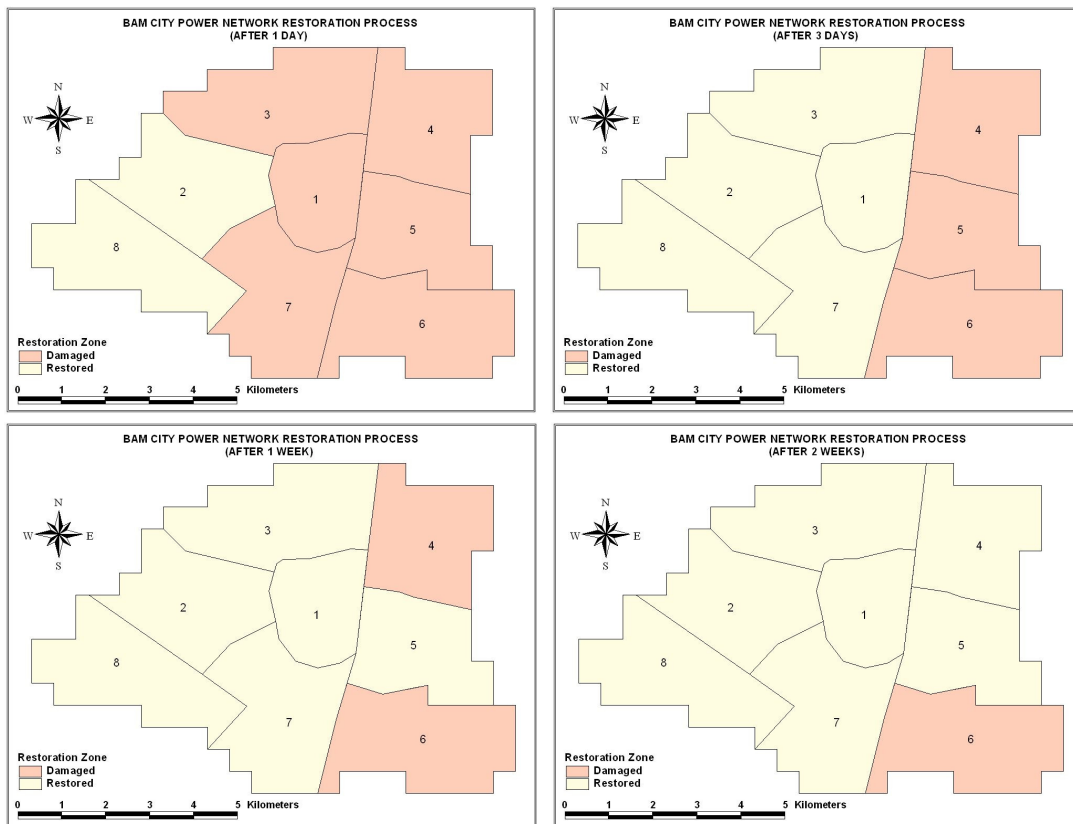 BAM CITY POWER NETWORK RESTORATION PROCESS
(AFTER 1 DAY)
N
W E
S
3
4
2
1
5
8
7
6
Restoration Zone
Damaged
Restored
0 1 2 3 4 5 Kilometers
BAM CITY POWER NETWORK RESTORATION PROCESS
(AFTER 3 DAYS)
N
W E
S
3
4
2
1
5
8
7
6
Restoration Zone
Damaged
Restored
0 1 2 3 4 5 Kilometers
BAM CITY POWER NETWORK RESTORATION PROCESS
(AFTER 1 WEEK)
N
W E
S
3
4
2
1
5
8
7
6
Restoration Zone
Damaged
Restored
0 1 2 3 4 5 Kilometers
BAM CITY POWER NETWORK RESTORATION PROCESS
(AFTER 2 WEEKS)
N
W E
S
3
4
2
1
5
8
7
6
Restoration Zone
Damaged
Restored
0 1 2 3 4 5 Kilometers